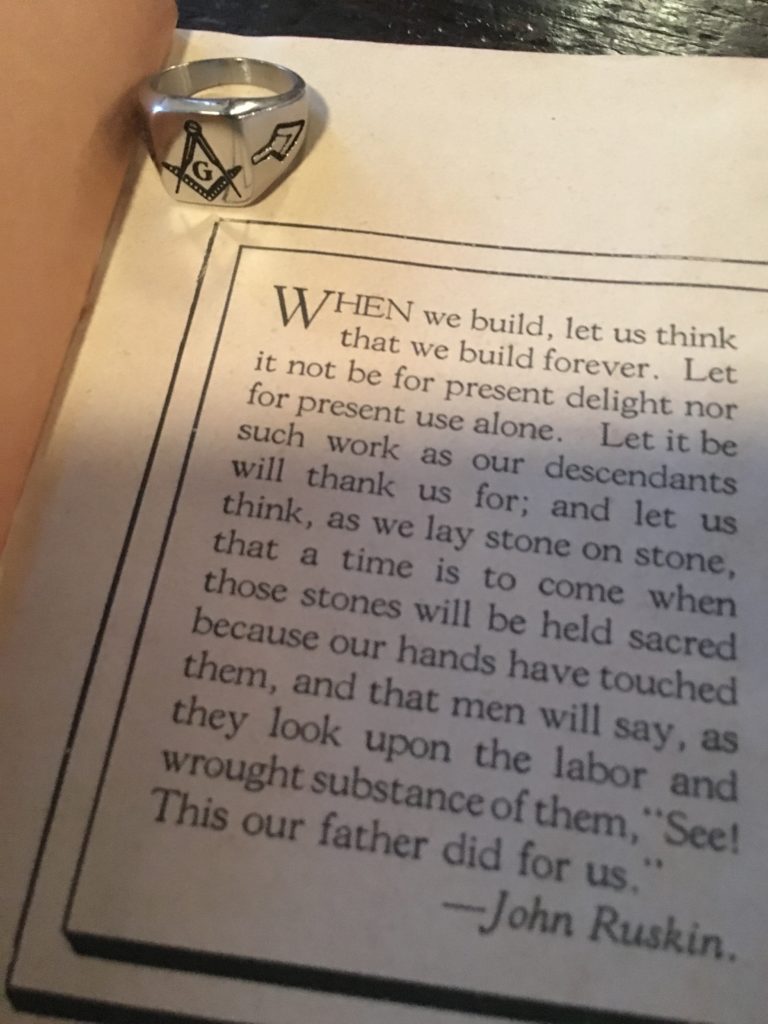 G
WHEN we build, let us think
that we build forever. Let
it not be for present delight nor
for present use alone. Let it be
such work as our descendants
will thank us for; and let us
think, as we lay stone on stone,
that a time is to come when
those stones will be held sacred
because our hands have touched
them, and that men will say, as
they look upon the labor and
wrought substance of them, "See!
This our father did for us."
—John Ruskin.